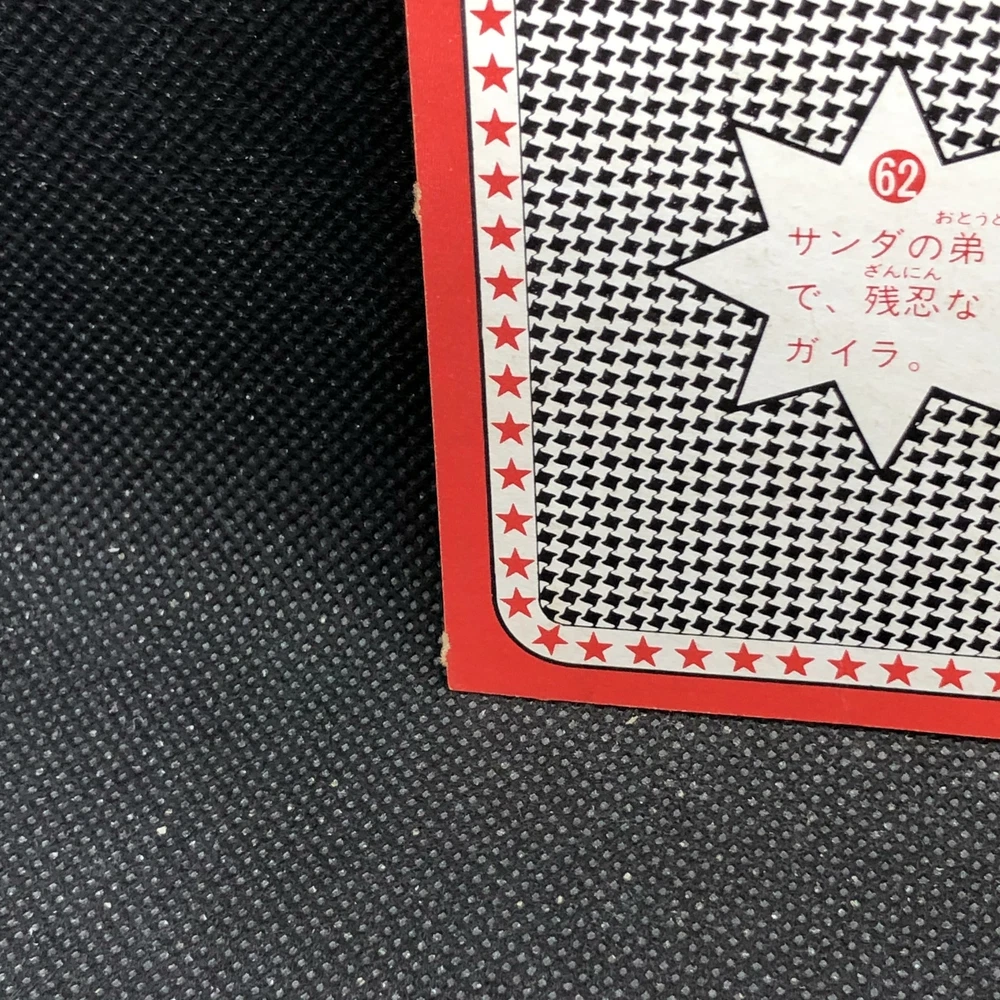 62
おとうと
サンダの弟
ざんにん
で、残忍な
ガイラ。